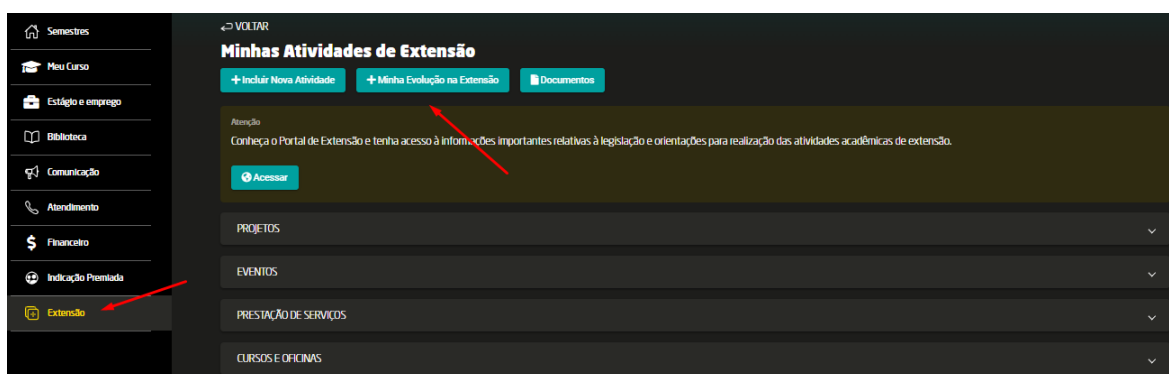 Semestres
Meu Curso
Estágio e emprego
Biblioteca
Comunicação
Atendimento
Financeiro
Indicação Premiada
Extensão
VOLTAR
Minhas Atividades de Extensão
+ Incluir Nova Atividade
+ Minha Evolução na Extensão
Documentos
Atenção
Conheça o Portal de Extensão e tenha acesso à informações importantes relativas à legislação e orientações para realização das atividades acadêmicas de extensão.
Acessar
PROJETOS
EVENTOS
PRESTAÇÃO DE SERVIÇOS
CURSOS E OFICINAS